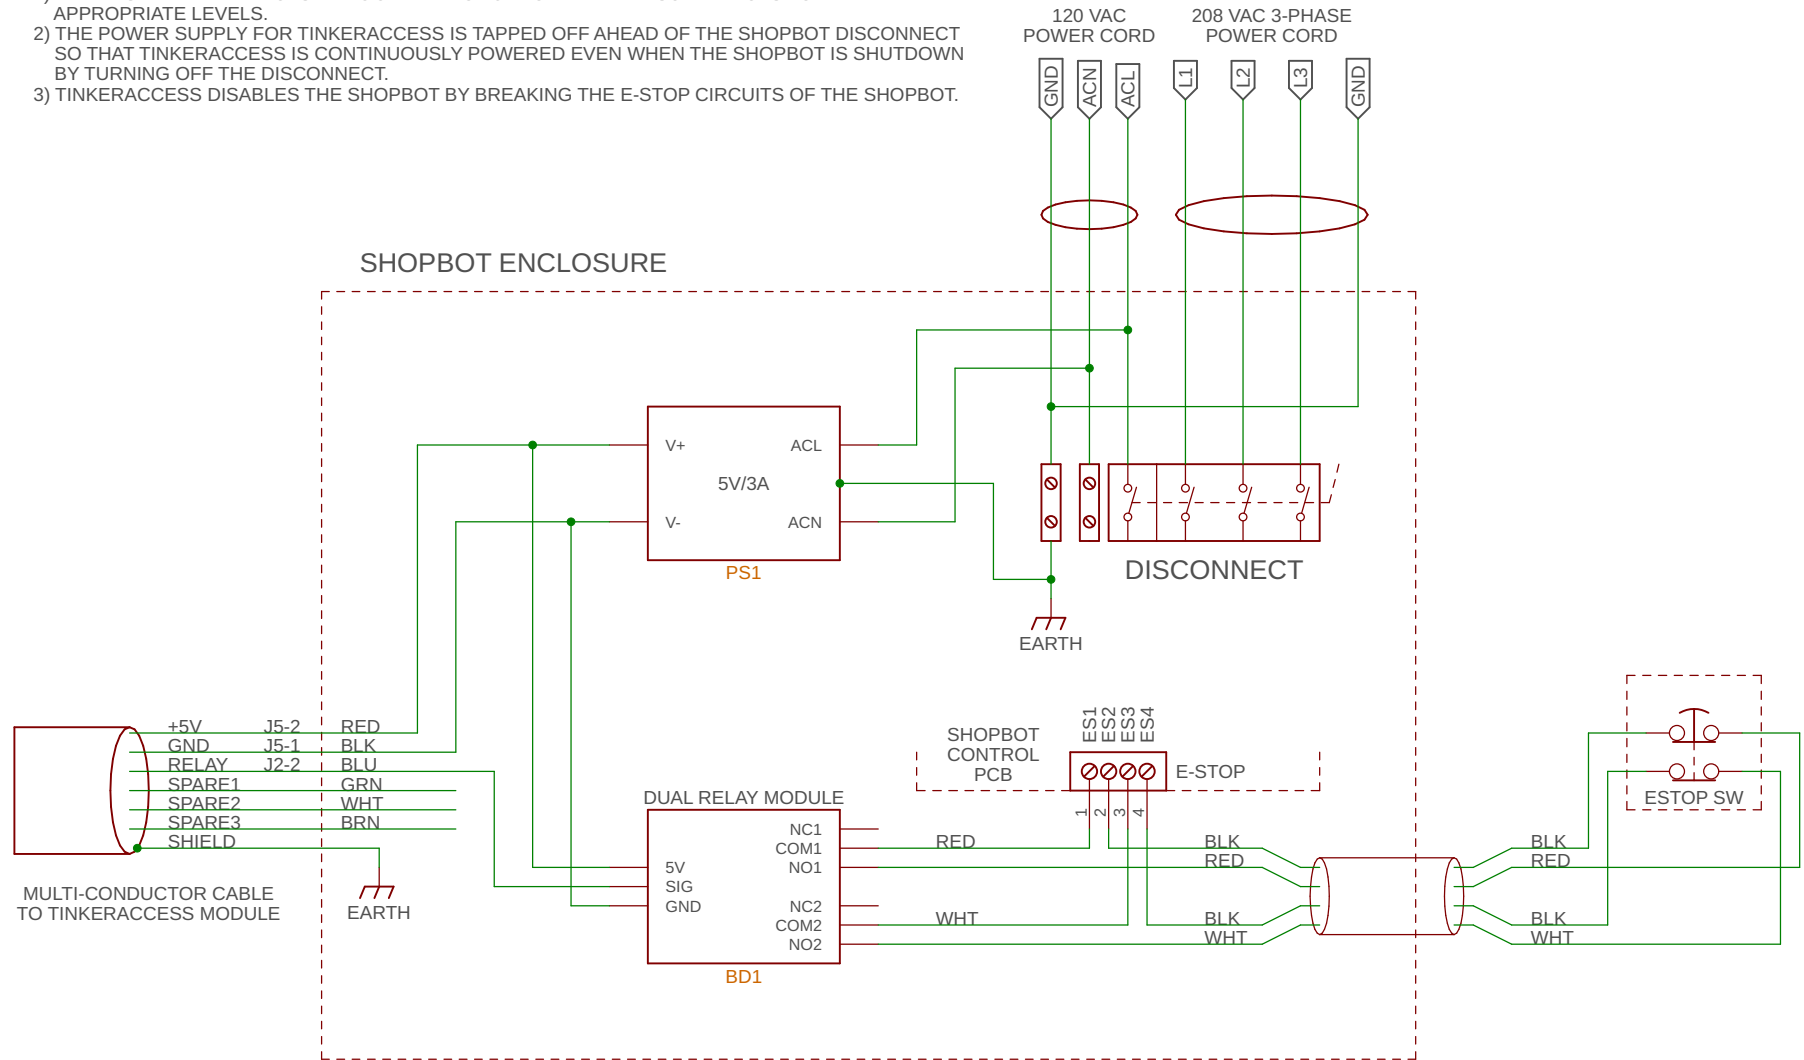 APPROPRIATE LEVELS.
2) THE POWER SUPPLY FOR TINKERACCESS IS TAPPED OFF AHEAD OF THE SHOPBOT DISCONNECT
SO THAT TINKERACCESS IS CONTINUOUSLY POWERED EVEN WHEN THE SHOPBOT IS SHUTDOWN
BY TURNING OFF THE DISCONNECT.
3) TINKERACCESS DISABLES THE SHOPBOT BY BREAKING THE E-STOP CIRCUITS OF THE SHOPBOT.
120 VAC
POWER CORD
208 VAC 3-PHASE
POWER CORD
GND
ACN
ACL
L1
L2
L3
GND
SHOPBOT ENCLOSURE
V+
ACL
5V/3A
V-
ACN
PS1
DISCONNECT
EARTH
+5V J5-2 RED
GND J5-1 BLK
RELAY J2-2 BLU
SPARE1 GRN
SPARE2 WHT
SPARE3 BRN
SHIELD
EARTH
MULTI-CONDUCTOR CABLE
TO TINKERACCESS MODULE
SHOPBOT
CONTROL
PCB
ES1
ES2
ES3
ES4
E-STOP
1
2
3
4
DUAL RELAY MODULE
NC1
COM1
NO1
5V
SIG
GND
NC2
COM2
NO2
BD1
RED
WHT
BLK
RED
BLK
WHT
BLK
RED
BLK
WHT
ESTOP SW